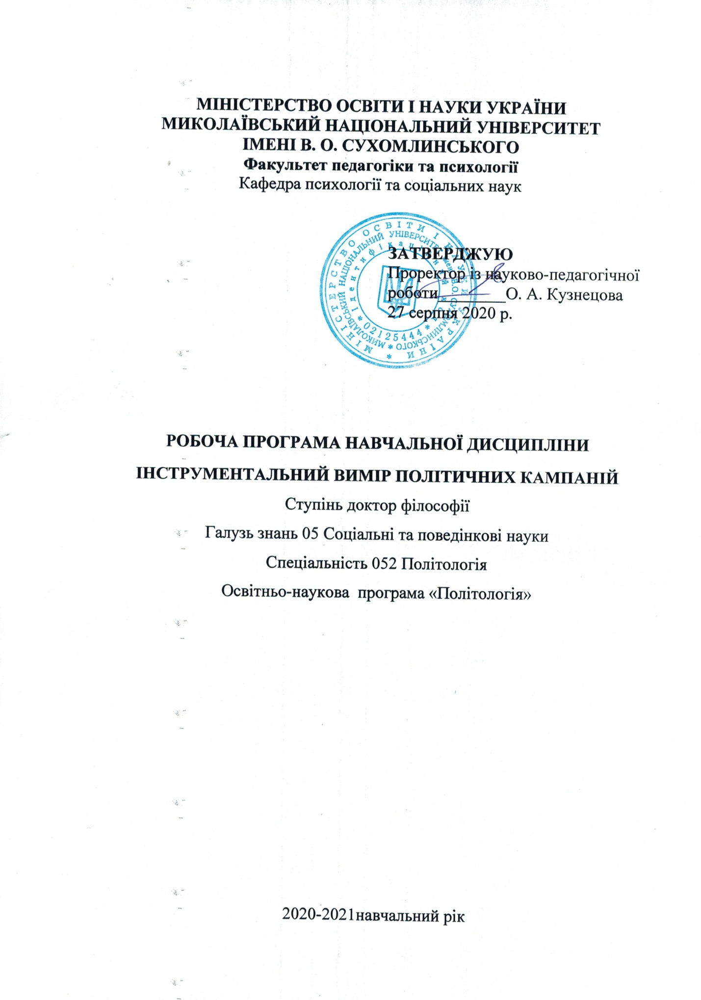 МІНІСТЕРСТВО ОСВІТИ І НАУКИ УКРАЇНИ
МИКОЛАЇВСЬКИЙ НАЦІОНАЛЬНИЙ УНІВЕРСИТЕТ
ІМЕНІ В. О. СУХОМЛИНСЬКОГО
Факультет педагогіки та психології
Кафедра психології та соціальних наук
ЗАТВЕРДЖУЮ
Проректор із науково-педагогічної
роботи________О. А. Кузнецова
27 серпня 2020 р.
МІНІСТЕРСТВО ОСВІТИ І НАУКИ УКРАЇНИ *
МИКОЛАЇВСЬКИЙ НАЦІОНАЛЬНИЙ УНІВЕРСИТЕТ імені В.О. СУХОМЛИНСЬКОГО *
Ідентифікаційний код * 02125444 *
РОБОЧА ПРОГРАМА НАВЧАЛЬНОЇ ДИСЦИПЛІНИ
ІНСТРУМЕНТАЛЬНИЙ ВИМІР ПОЛІТИЧНИХ КАМПАНІЙ
Ступінь доктор філософії
Галузь знань 05 Соціальні та поведінкові науки
Спеціальність 052 Політологія
Освітньо-наукова програма «Політологія»
2020-2021навчальний рік